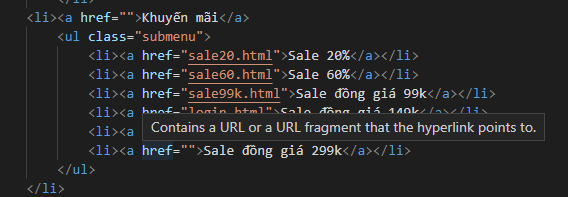 </li>
<li><a href="">Khuyến mãi</a>
<ul class="submenu">
<li><a href="sale20.html">Sale 20%</a></li>
<li><a href="sale60.html">Sale 60%</a></li>
<li><a href="sale99k.html">Sale đồng giá 99k</a></li>
<li><a href="login.html">Sale đồng giá 149k</a></li>
<li><a
Contains a URL or a URL fragment that the hyperlink points to.
<li><a href="">Sale đồng giá 299k</a></li>
</ul>
</li>